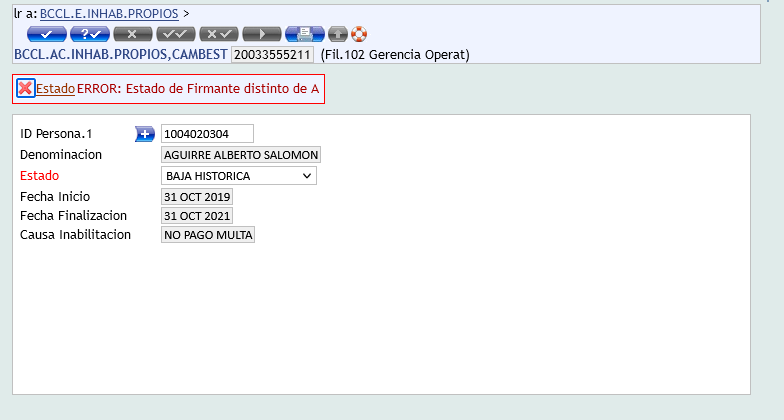 Ir a: BCCL.E.INHAB.PROPIOS >
BCCL.AC.INHAB.PROPIOS,CAMBEST 20033555211 (Fil.102 Gerencia Operat)
Estado ERROR: Estado de Firmante distinto de A
ID Persona.1 1004020304
Denominacion AGUIRRE ALBERTO SALOMON
Estado BAJA HISTORICA
Fecha Inicio 31 OCT 2019
Fecha Finalizacion 31 OCT 2021
Causa Inabilitacion NO PAGO MULTA